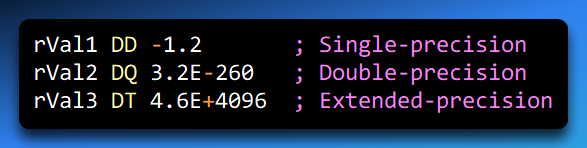 rVal1 DD -1.2 ; Single-precision
rVal2 DQ 3.2E-260 ; Double-precision
rVal3 DT 4.6E+4096 ; Extended-precision